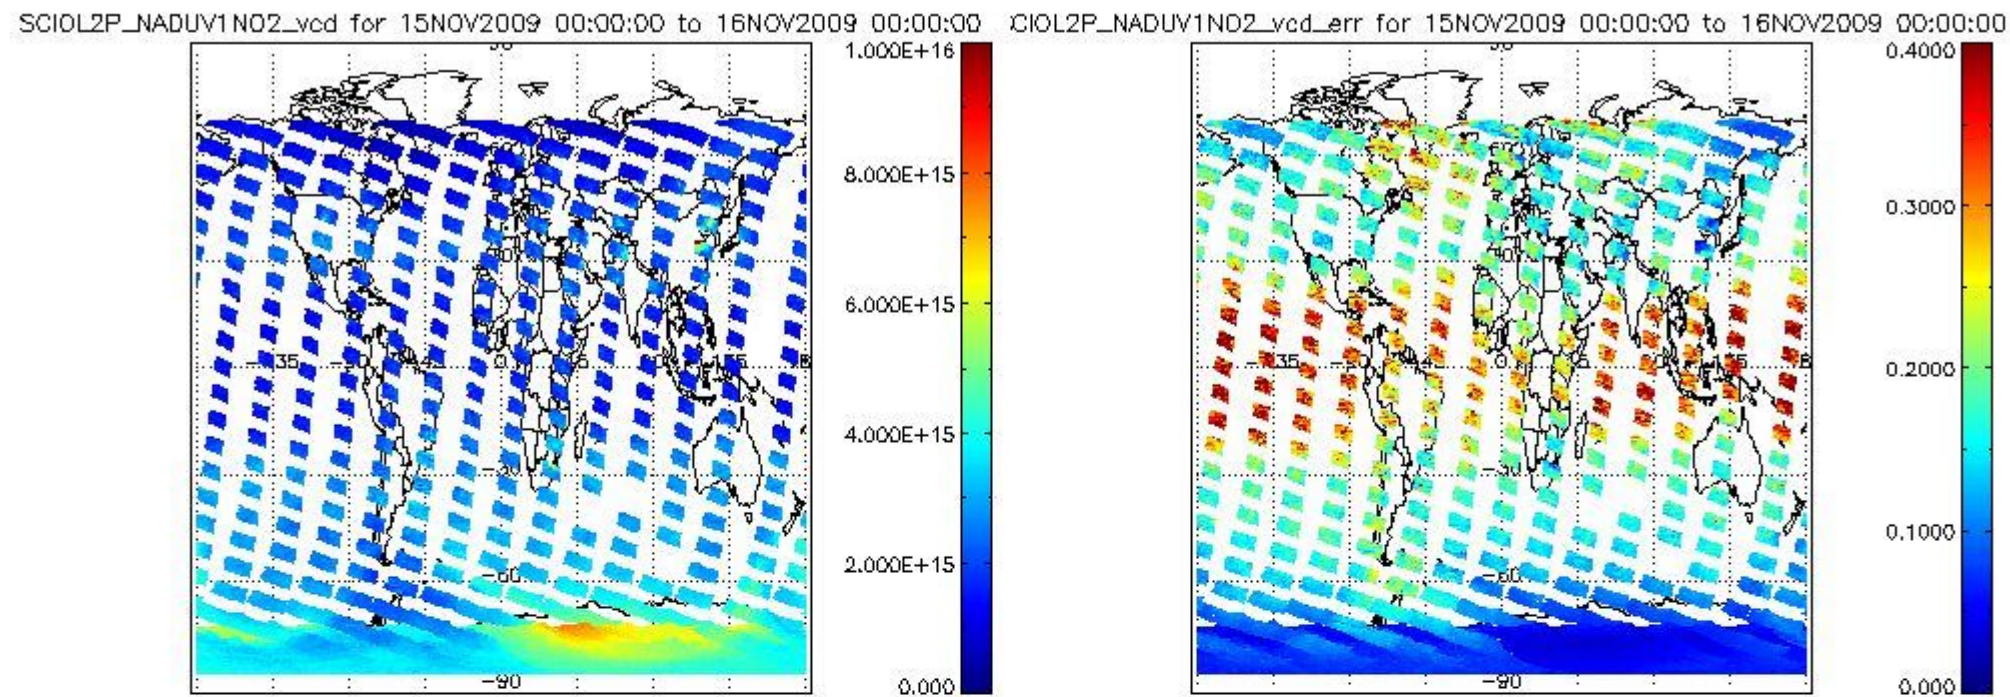 SCIOL2P_NADUV1NO2_vcd for 15NOV2009 00:00:00 to 16NOV2009 00:00:00
1.000E+16
8.000E+15
6.000E+15
4.000E+15
2.000E+15
0.000
-60
-90
CIOL2P_NADUV1NO2_vcd_err for 15NOV2009 00:00:00 to 16NOV2009 00:00:00
0.4000
0.3000
0.2000
0.1000
0.000
-60
-90